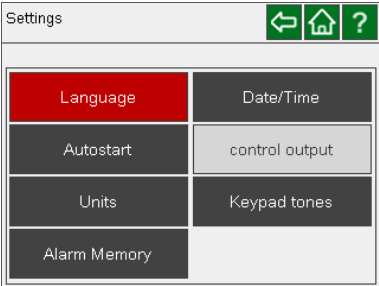 Settings
?
Language
Date/Time
Autostart
control output
Units
Keypad tones
Alarm Memory